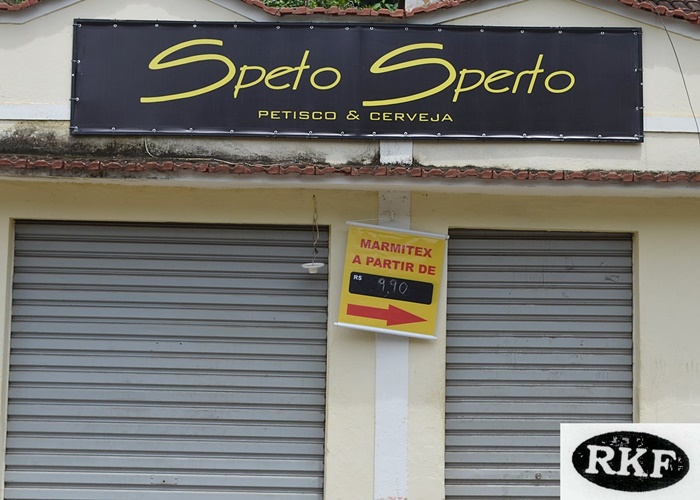 Speto Sperto
PETISCO & CERVEJA
MARMITEX
A PARTIR DE
R$ 9,90
RKF